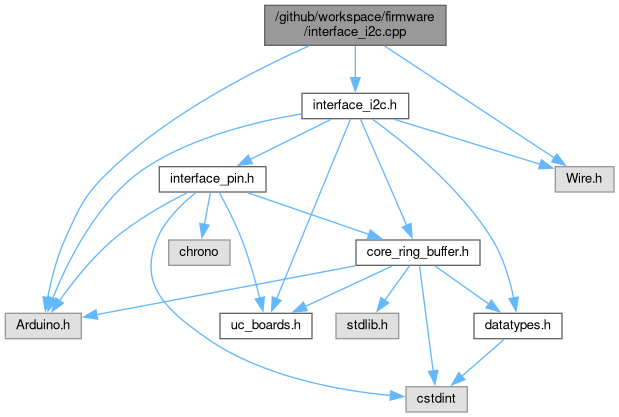 /github/workspace/firmware
/interface_i2c.cpp
interface_i2c.h
interface_pin.h
Wire.h
chrono
core_ring_buffer.h
Arduino.h
uc_boards.h
stdlib.h
datatypes.h
cstdint